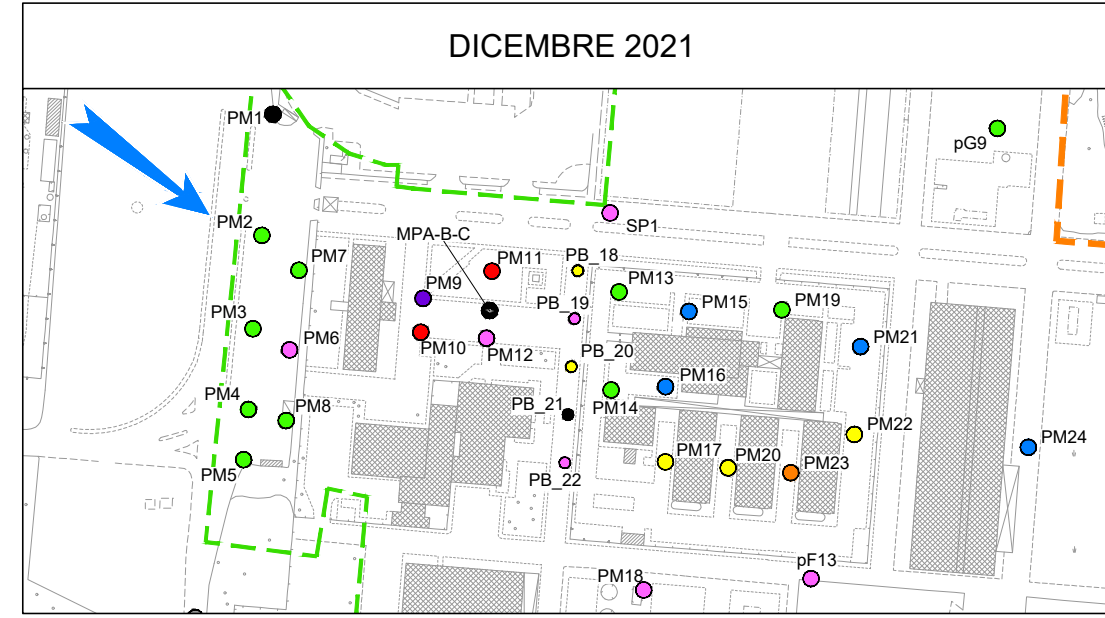 DICEMBRE 2021
PM1
pG9
PM2
SP1
MPA-B-C
PM7
PM11
PB_18
PM13
PM9
PB_19
PM15
PM19
PM3
PM6
PM10
PM12
PM21
PB_20
PM4
PM8
PB_21
PM14
PM16
PM22
PM24
PM5
PB_22
PM17
PM20
PM23
pF13
PM18